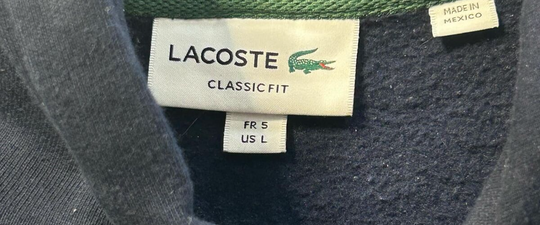 MADE IN
MEXICO
LACOSTE
CLASSIC FIT
FR 5
US L